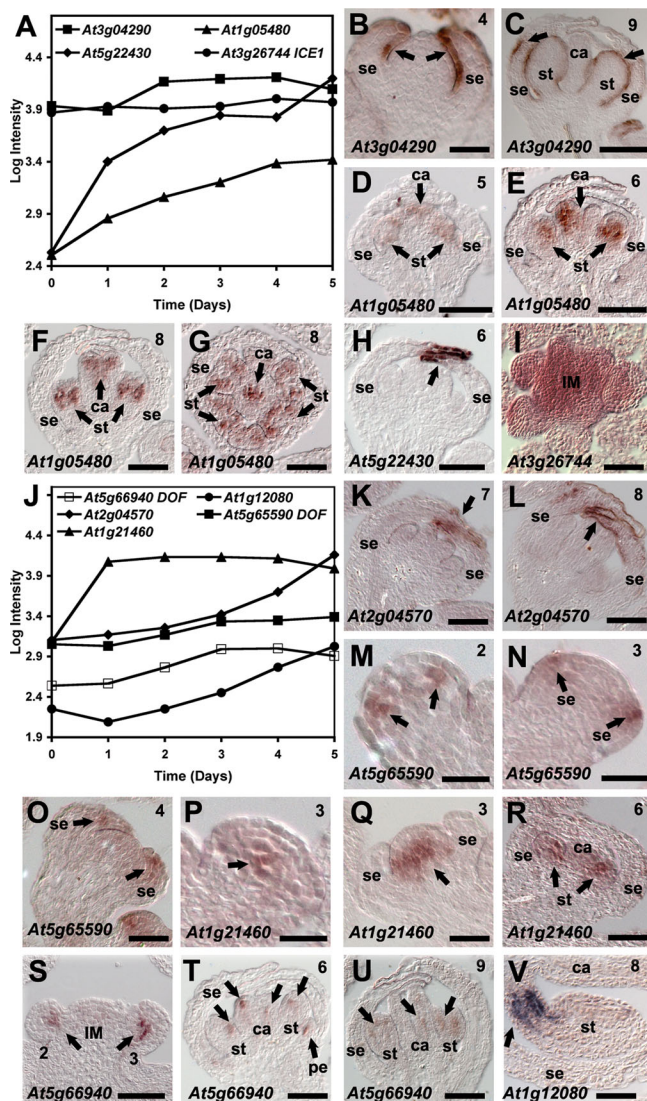 A
At3g04290
At1g05480
At5g22430
At3g26744 ICE1
Log Intensity
4.4
3.9
3.4
2.9
2.4
0 1 2 3 4 5
Time (Days)
B
4
se
se
At3g04290
C
9
ca
st
st
se
se
At3g04290
D
5
ca
se
se
st
At1g05480
E
6
ca
se
se
st
At1g05480
F
8
ca
se
se
st
At1g05480
G
8
ca
st
st
se
se
At1g05480
H
6
se
se
At5g22430
I
IM
At3g26744
J
At5g66940 DOF
At1g12080
At2g04570
At5g65590 DOF
At1g21460
Log Intensity
4.9
4.4
3.9
3.4
2.9
2.4
1.9
0 1 2 3 4 5
Time (Days)
K
7
se
se
At2g04570
L
8
se
se
At2g04570
M
2
At5g65590
N
3
se
se
At5g65590
O
4
se
se
At5g65590
P
3
At1g21460
Q
3
se
se
At1g21460
R
6
se
ca
st
se
At1g21460
S
IM
2
3
At5g66940
T
6
se
ca
st
st
pe
At5g66940
U
9
st
st
se
ca
se
At5g66940
V
8
ca
st
se
At1g12080